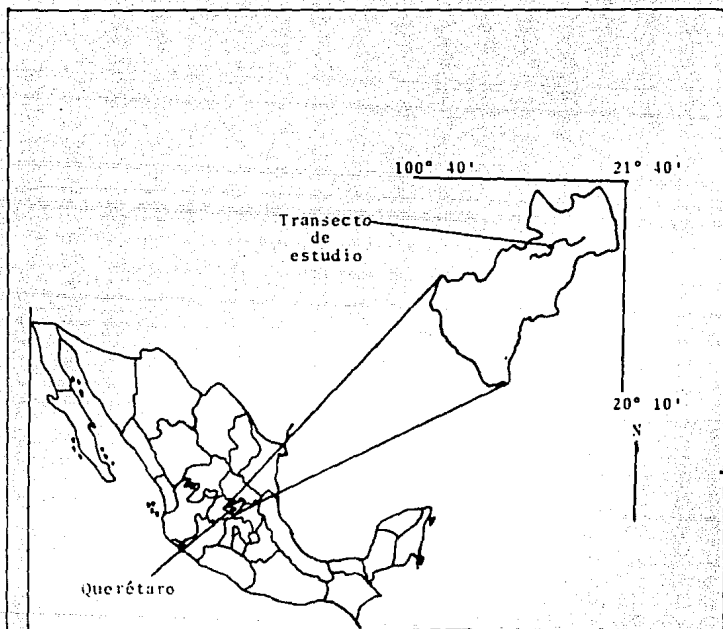 100° 40' 21° 40'
Transecto
de
estudio
20° 10'
N
Querétaro